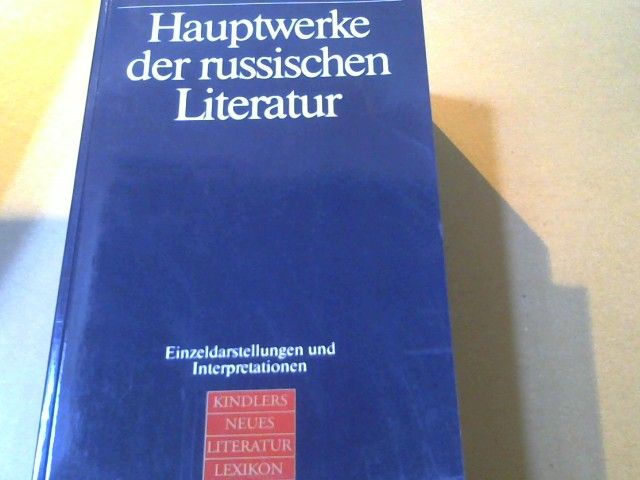 Hauptwerke
der russischen
Literatur
Einzeldarstellungen und
Interpretationen
KINDLERS
NEUES
LITERATUR
LEXIKON